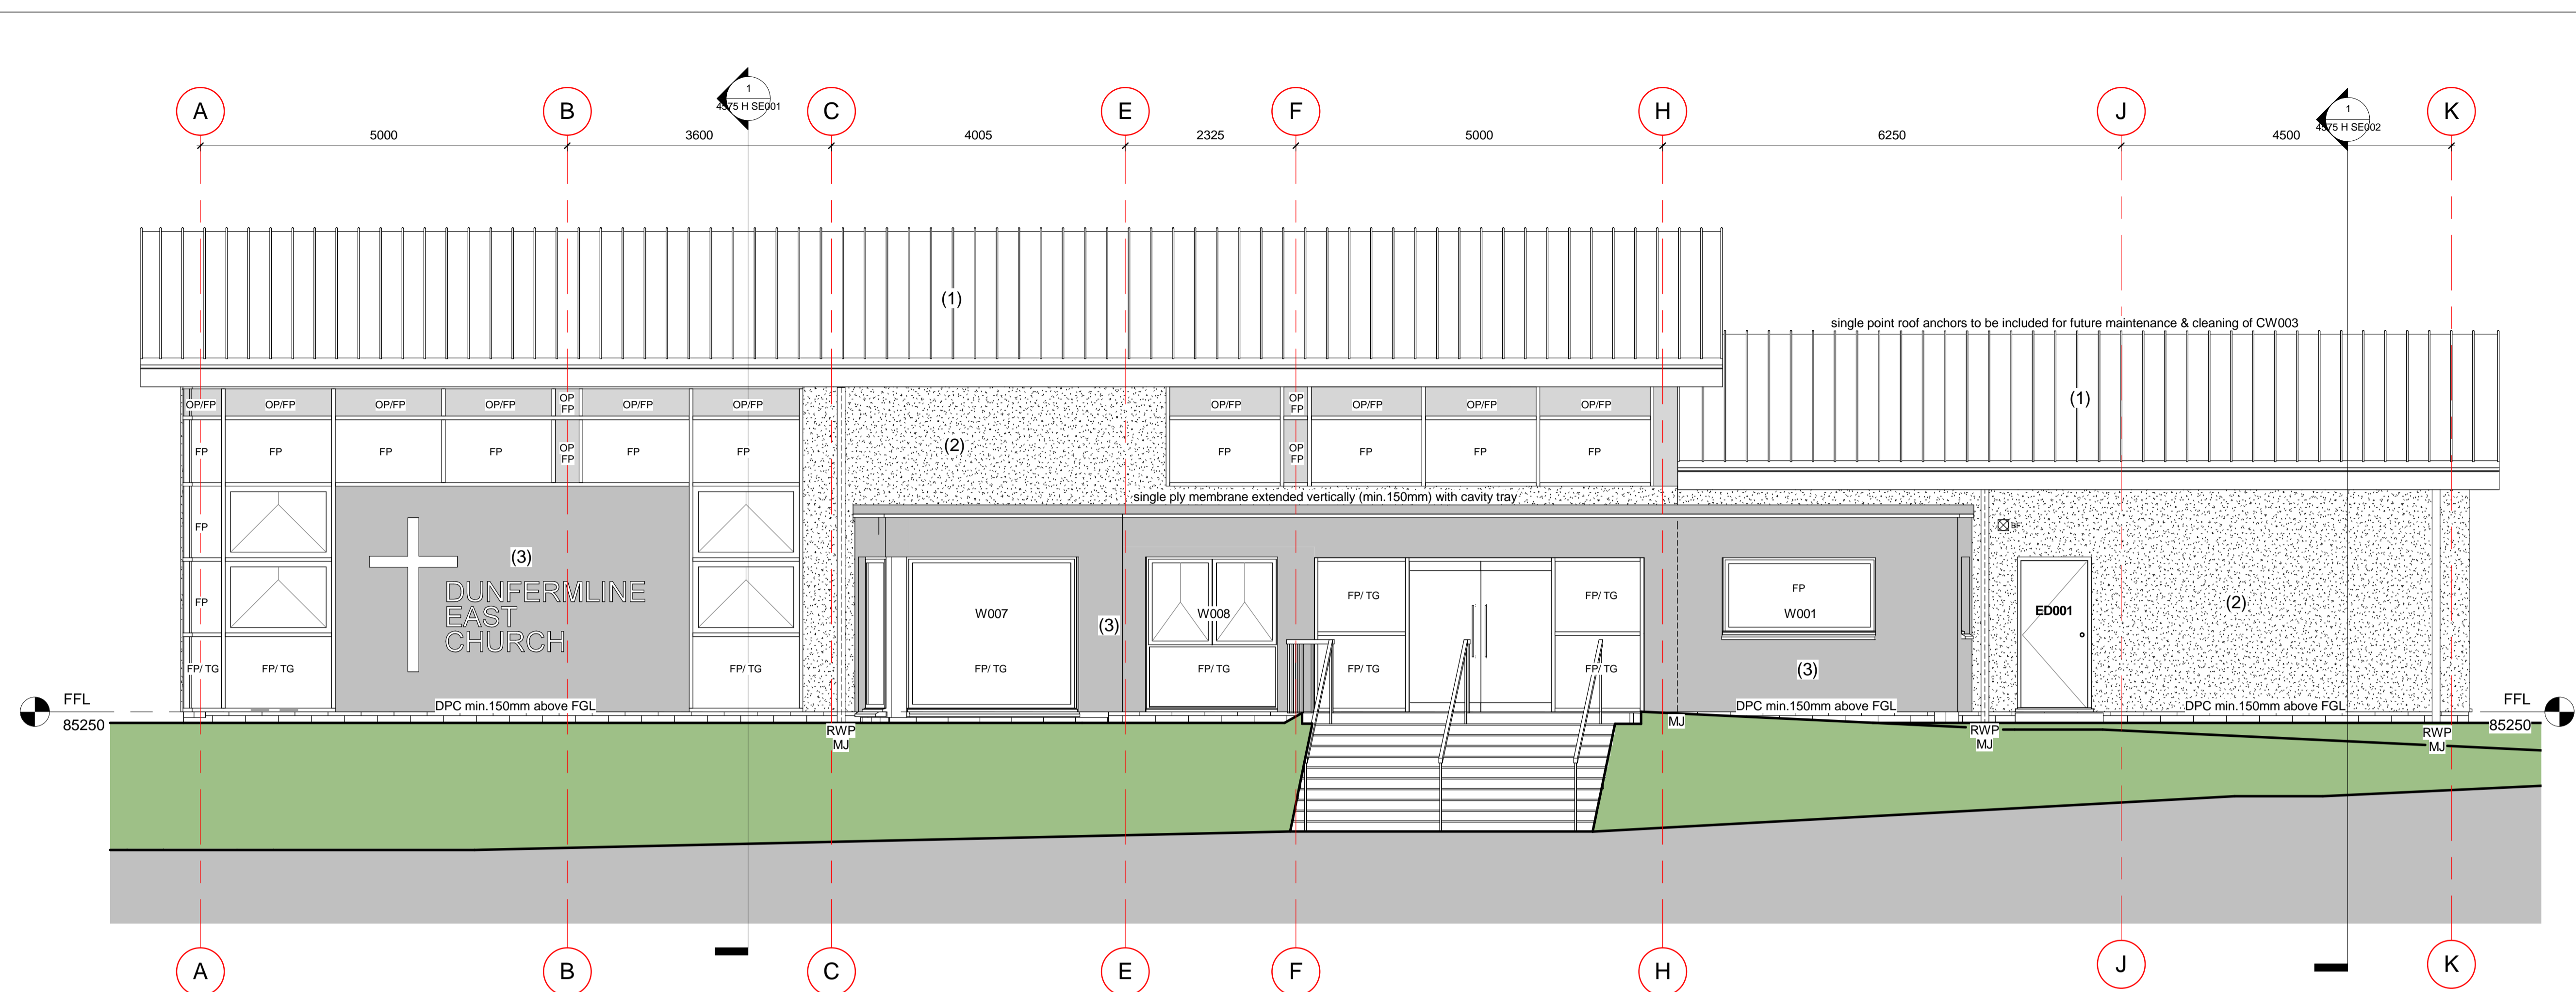 1
4575 H SE001
1
4575 H SE002
A
B
C
E
F
H
J
K
5000
3600
4005
2325
5000
6250
4500
(1)
single point roof anchors to be included for future maintenance & cleaning of CW003
(1)
OP/FP
OP/FP
OP/FP
OP/FP
OP
FP
OP/FP
OP/FP
OP/FP
OP
FP
OP/FP
OP/FP
OP/FP
FP
FP
FP
FP
OP
FP
FP
FP
(2)
FP
OP
FP
FP
FP
FP
single ply membrane extended vertically (min.150mm) with cavity tray
FP
(3)
BF
DUNFERMLINE
EAST
CHURCH
FP
W007
(3)
W008
FP/ TG
FP/ TG
FP
W001
ED001
(2)
FP/ TG
FP/ TG
FP/ TG
FP/ TG
FP/ TG
FP/ TG
FP/ TG
(3)
FFL
85250
DPC min.150mm above FGL
DPC min.150mm above FGL
DPC min.150mm above FGL
FFL
85250
RWP
MJ
MJ
RWP
MJ
RWP
MJ
A
B
C
E
F
H
J
K